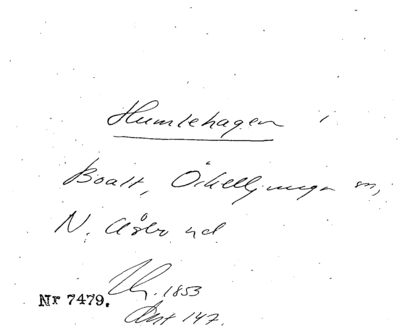 Humlehagen i
Boalt, Örkelljunga sn,
N. Åsbo hd
Nr 7479.
1853
Akt 147.